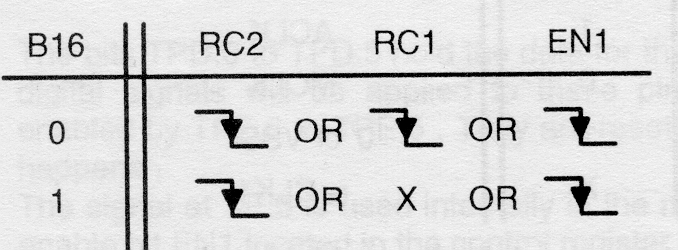 B16 RC2 RC1 EN1
0 OR OR
1 OR X OR